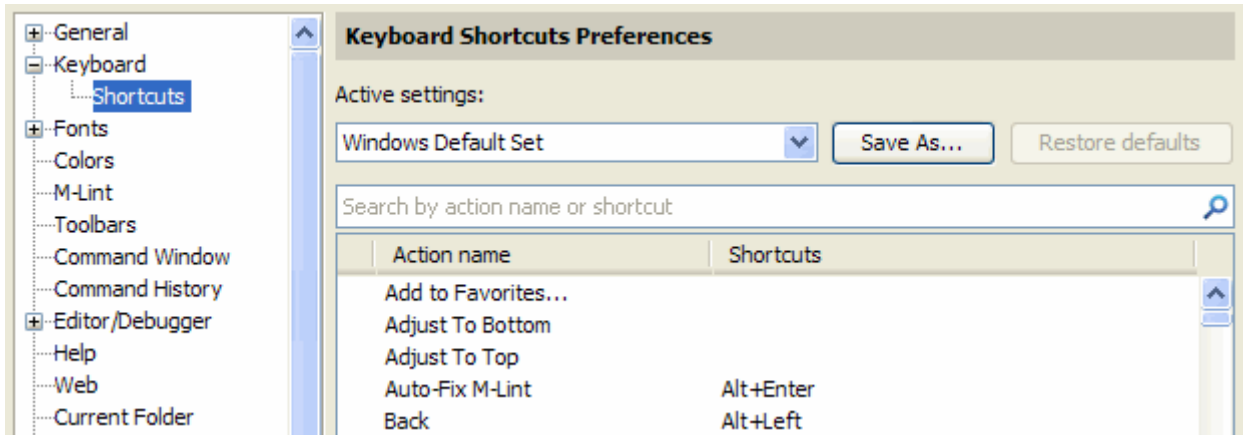 General
Keyboard
Shortcuts
Fonts
Colors
M-Lint
Toolbars
Command Window
Command History
Editor/Debugger
Help
Web
Current Folder
Keyboard Shortcuts Preferences
Active settings:
Windows Default Set Save As... Restore defaults
Search by action name or shortcut
Action name Shortcuts
Add to Favorites...
Adjust To Bottom
Adjust To Top
Auto-Fix M-Lint Alt+Enter
Back Alt+Left